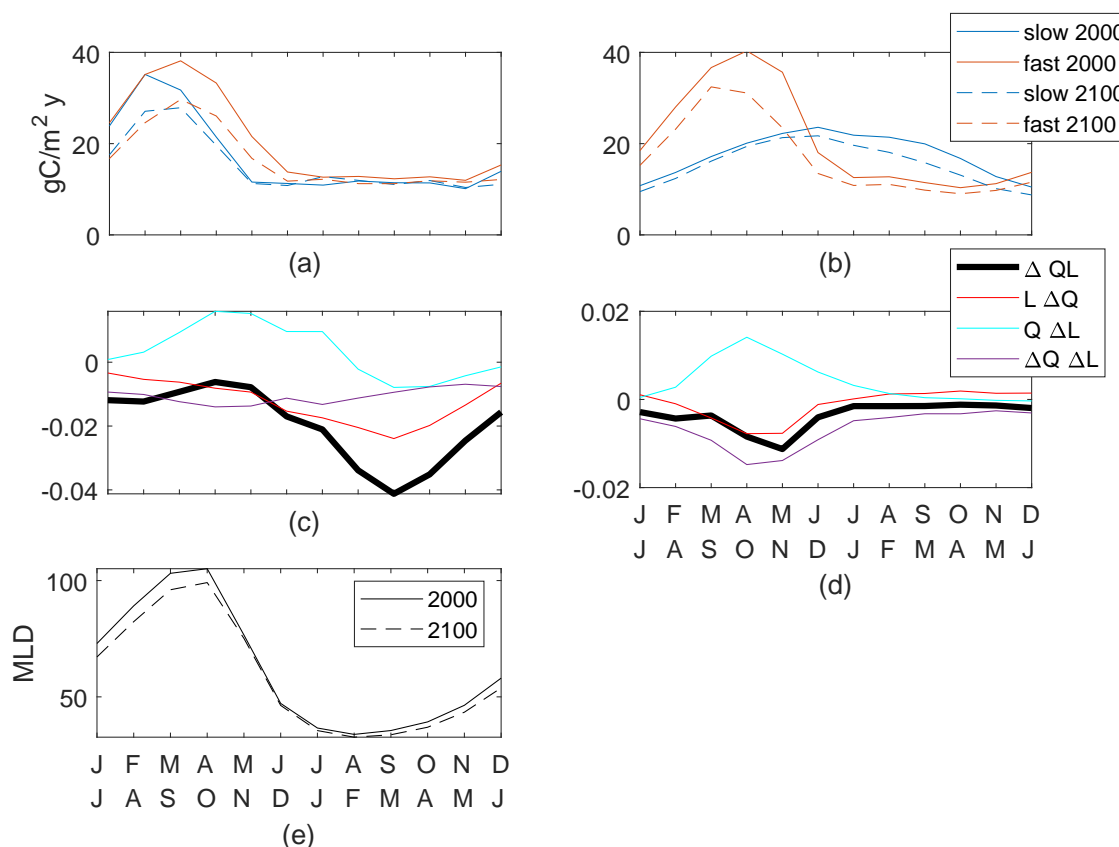 40
20
0
gC/m² y
(a)
40
20
0
(b)
slow 2000
fast 2000
slow 2100
fast 2100
0
-0.02
-0.04
(c)
0.02
0
-0.02
Δ QL
L ΔQ
Q ΔL
ΔQ ΔL
J F M A M J J A S O N D
J A S O N D J F M A M J
(d)
100
50
MLD
2000
2100
J F M A M J J A S O N D
J A S O N D J F M A M J
(e)